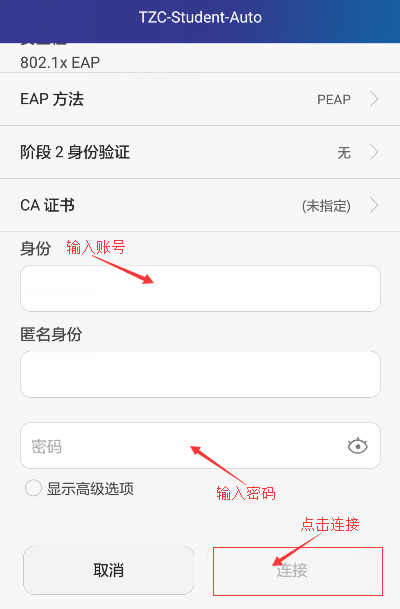 TZC-Student-Auto
802.1x EAP
EAP 方法 PEAP
阶段 2 身份验证 无
CA 证书 (未指定)
身份 输入账号
匿名身份
密码
显示高级选项 输入密码
点击连接
取消 连接